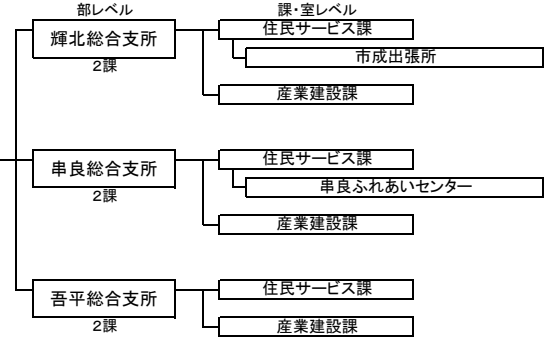 部レベル
課・室レベル
輝北総合支所
2課
住民サービス課
市成出張所
産業建設課
串良総合支所
2課
住民サービス課
串良ふれあいセンター
産業建設課
吾平総合支所
2課
住民サービス課
産業建設課